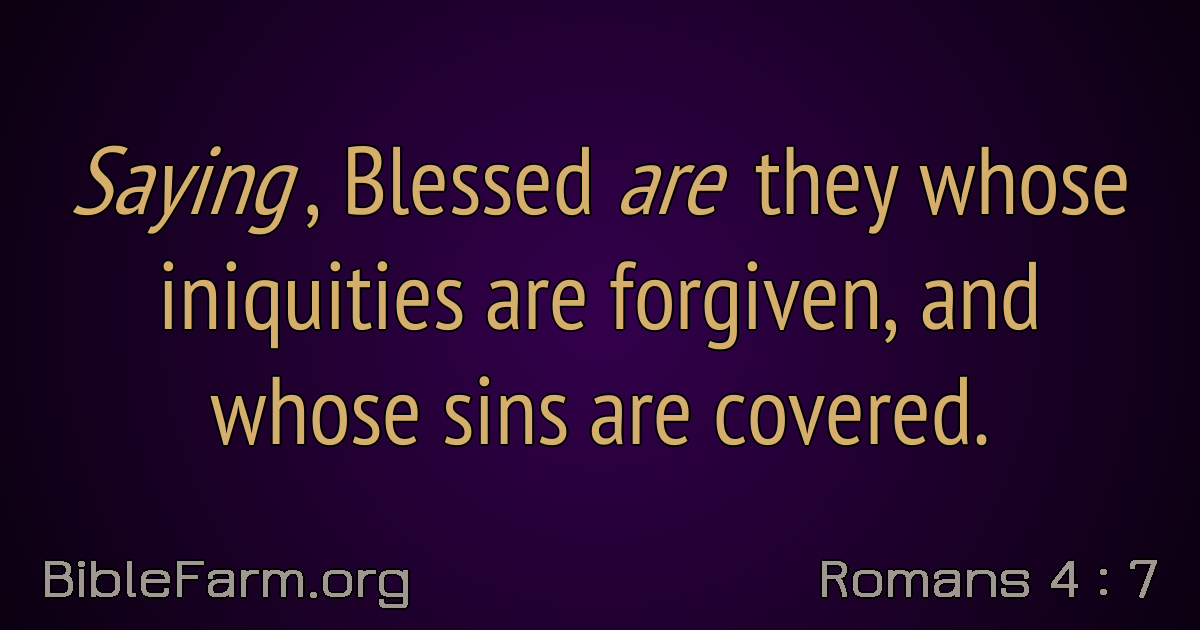 Saying, Blessed are they whose
iniquities are forgiven, and
whose sins are covered.
BibleFarm.org
Romans 4 : 7